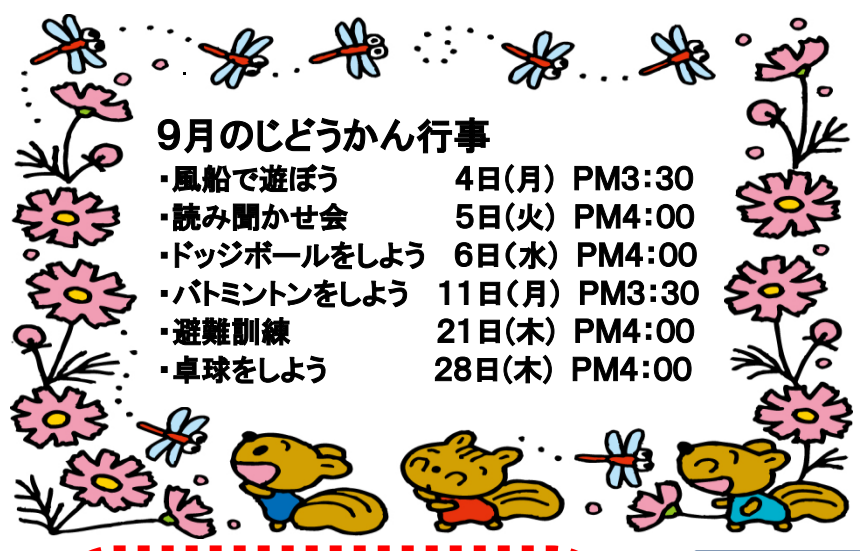 9月のじどうかん行事
・風船で遊ぼう 4日(月) PM3:30
・読み聞かせ会 5日(火) PM4:00
・ドッジボールをしよう 6日(水) PM4:00
・バトミントンをしよう 11日(月) PM3:30
・避難訓練 21日(木) PM4:00
・卓球をしよう 28日(木) PM4:00